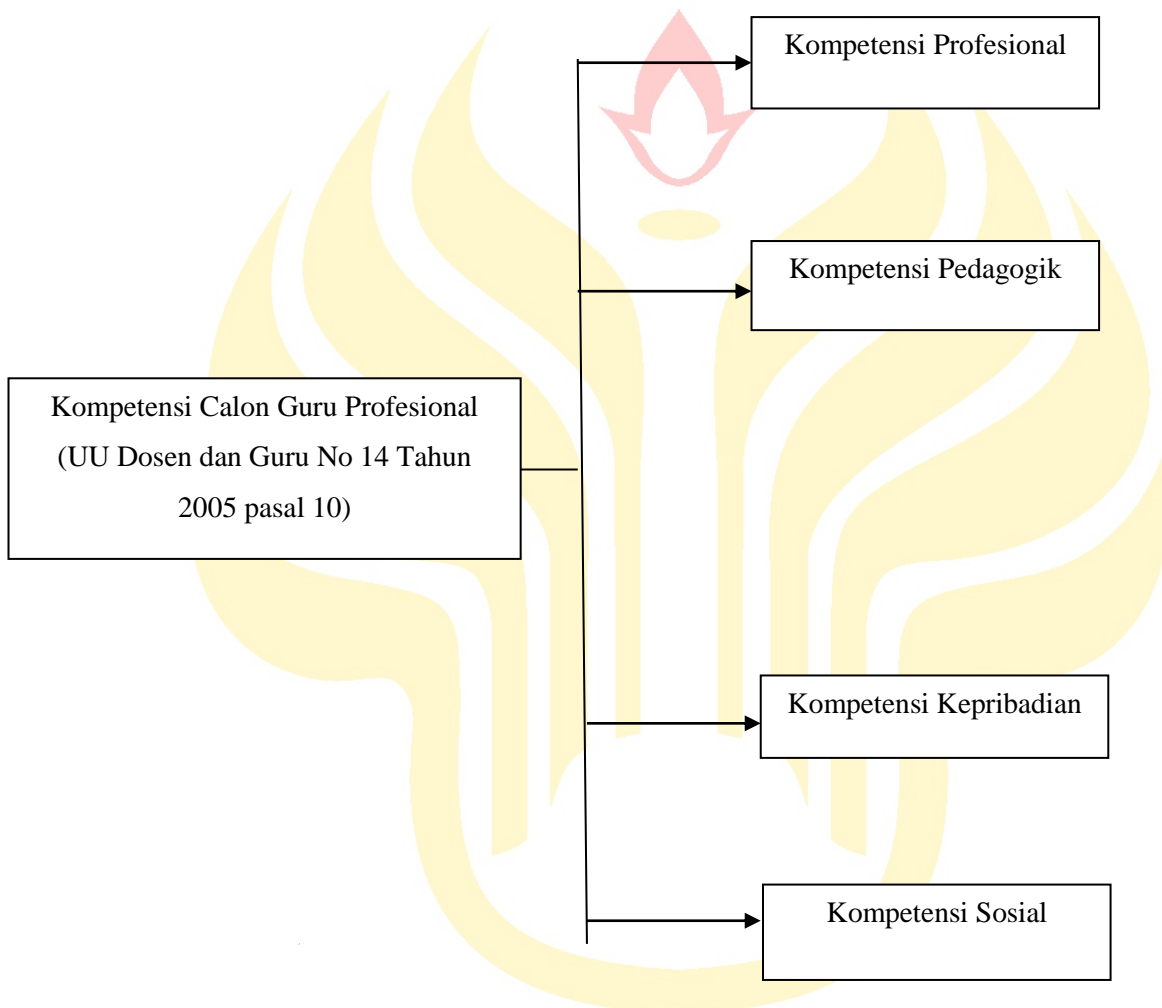 Kompetensi Profesional
Kompetensi Pedagogik
Kompetensi Calon Guru Profesional
(UU Dosen dan Guru No 14 Tahun
2005 pasal 10)
Kompetensi Kepribadian
Kompetensi Sosial